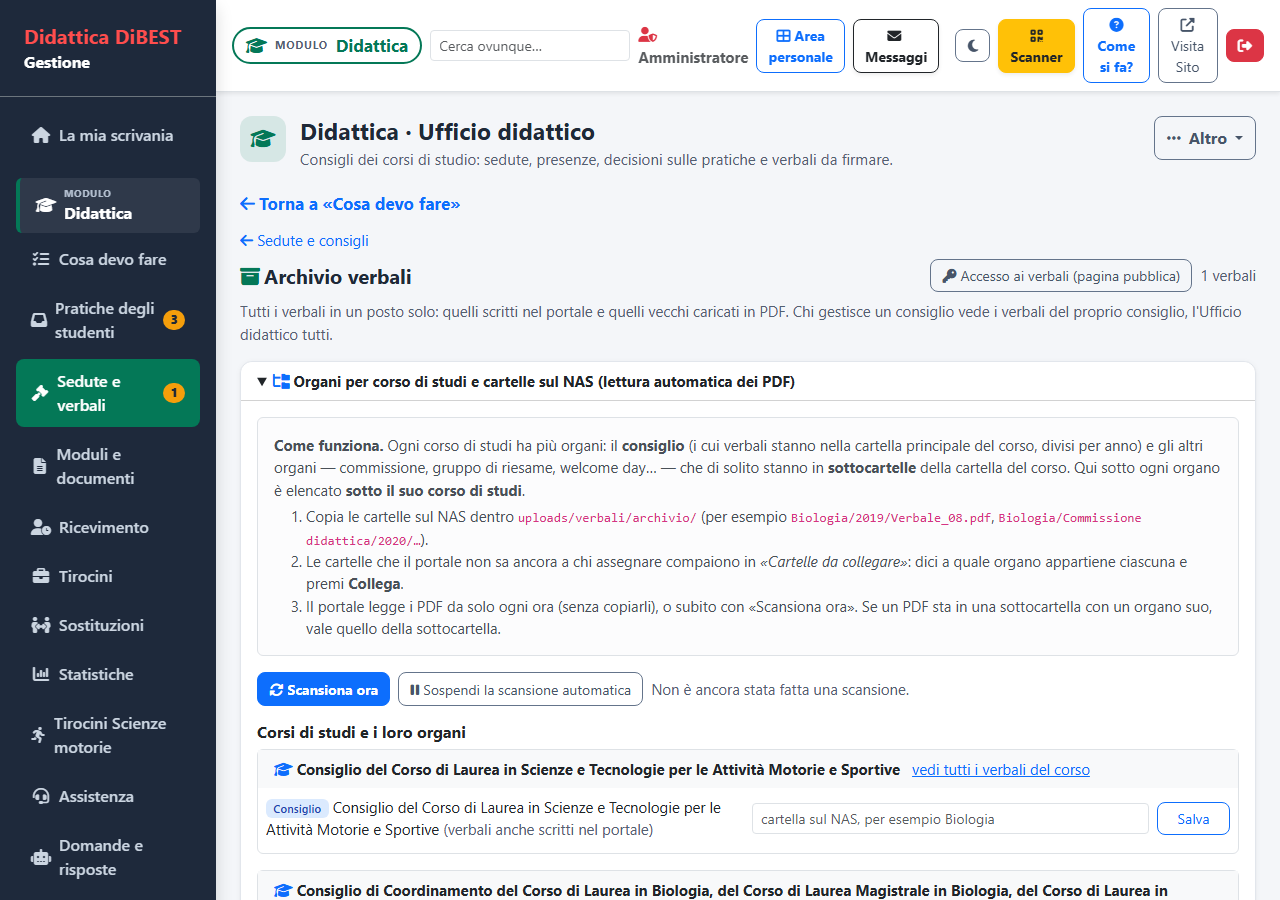 Didattica DiBEST
Gestione
La mia scrivania
MODULO
Didattica
Cosa devo fare
Pratiche degli
studenti
3
Sedute e
verbali
1
Moduli e
documenti
Ricevimento
Tirocini
Sostituzioni
Statistiche
Tirocini Scienze
motorie
Assistenza
Domande e
risposte
MODULO Didattica
Cerca ovunque...
Amministratore
Area
personale
Messaggi
Scanner
Come
si fa?
Visita
Sito
Didattica · Ufficio didattico
Consigli dei corsi di studio: sedute, presenze, decisioni sulle pratiche e verbali da firmare.
Altro
Torna a «Cosa devo fare»
Sedute e consigli
Archivio verbali
Accesso ai verbali (pagina pubblica)
1 verbali
Tutti i verbali in un posto solo: quelli scritti nel portale e quelli vecchi caricati in PDF. Chi gestisce un consiglio vede i verbali del proprio consiglio, l'Ufficio
didattico tutti.
Organi per corso di studi e cartelle sul NAS (lettura automatica dei PDF)
Come funziona. Ogni corso di studi ha più organi: il consiglio (i cui verbali stanno nella cartella principale del corso, divisi per anno) e gli altri
organi — commissione, gruppo di riesame, welcome day… — che di solito stanno in sottocartelle della cartella del corso. Qui sotto ogni organo
è elencato sotto il suo corso di studi.
1. Copia le cartelle sul NAS dentro uploads/verbali/archivio/ (per esempio Biologia/2019/Verbale_08.pdf, Biologia/Commissione
didattica/2020/…).
2. Le cartelle che il portale non sa ancora a chi assegnare compaiono in «Cartelle da collegare»: dici a quale organo appartiene ciascuna e
premi Collega.
3. Il portale legge i PDF da solo ogni ora (senza copiarli), o subito con «Scansiona ora». Se un PDF sta in una sottocartella con un organo suo,
vale quello della sottocartella.
Scansiona ora
Sospendi la scansione automatica
Non è ancora stata fatta una scansione.
Corsi di studi e i loro organi
Consiglio del Corso di Laurea in Scienze e Tecnologie per le Attività Motorie e Sportive vedi tutti i verbali del corso
Consiglio Consiglio del Corso di Laurea in Scienze e Tecnologie per le
Attività Motorie e Sportive (verbali anche scritti nel portale)
cartella sul NAS, per esempio Biologia
Salva
Consiglio di Coordinamento del Corso di Laurea in Biologia, del Corso di Laurea Magistrale in Biologia, del Corso di Laurea in